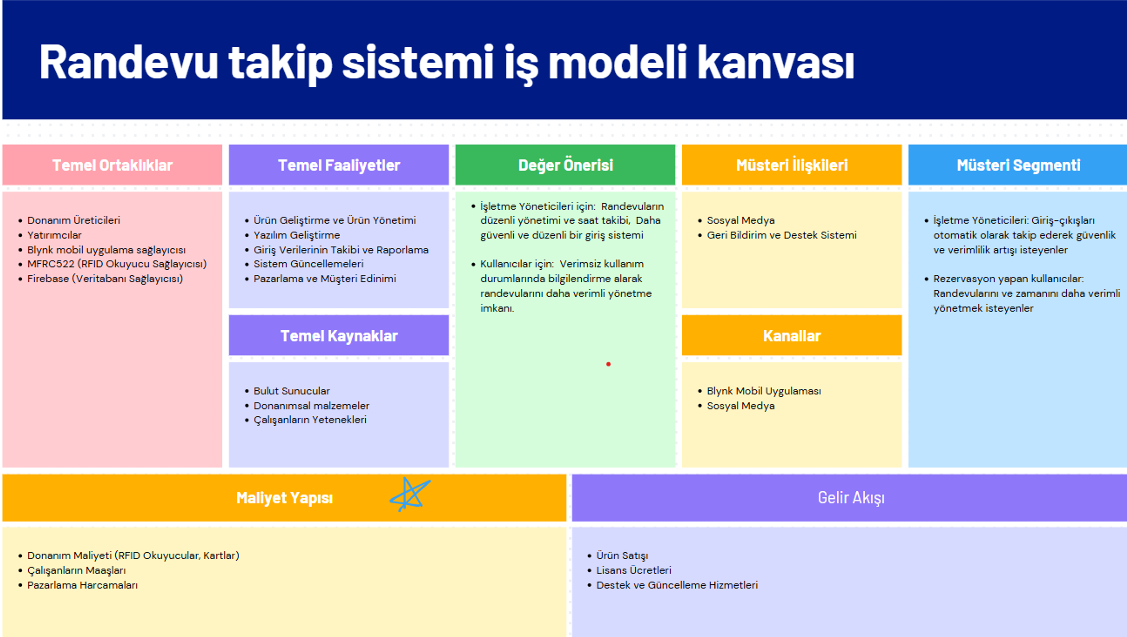 Randevu takip sistemi iş modeli kanvası
Temel Ortaklıklar
• Donanım Üreticileri
• Yatırımcılar
• Blynk mobil uygulama sağlayıcısı
• MFRC522 (RFID Okuyucu Sağlayıcısı)
• Firebase (Veritabanı Sağlayıcısı)
Temel Faaliyetler
• Ürün Geliştirme ve Ürün Yönetimi
• Yazılım Geliştirme
• Giriş Verilerinin Takibi ve Raporlama
• Sistem Güncellemeleri
• Pazarlama ve Müşteri Edinimi
Temel Kaynaklar
• Bulut Sunucular
• Donanımsal malzemeler
• Çalışanların Yetenekleri
Değer Önerisi
• İşletme Yöneticileri için: Randevuların
düzenli yönetimi ve saat takibi, Daha
güvenli ve düzenli bir giriş sistemi
• Kullanıcılar için: Verimsiz kullanım
durumlarında bilgilendirme alarak
randevularını daha verimli yönetme
imkanı.
Müşteri İlişkileri
• Sosyal Medya
• Geri Bildirim ve Destek Sistemi
Kanallar
• Blynk Mobil Uygulaması
• Sosyal Medya
Müşteri Segmenti
• İşletme Yöneticileri: Giriş-çıkışları
otomatik olarak takip ederek güvenlik
ve verimlilik artışı isteyenler
• Rezervasyon yapan kullanıcılar:
Randevularını ve zamanını daha verimli
yönetmek isteyenler
Maliyet Yapısı
• Donanım Maliyeti (RFID Okuyucular, Kartlar)
• Çalışanların Maaşları
• Pazarlama Harcamaları
Gelir Akışı
• Ürün Satışı
• Lisans Ücretleri
• Destek ve Güncelleme Hizmetleri